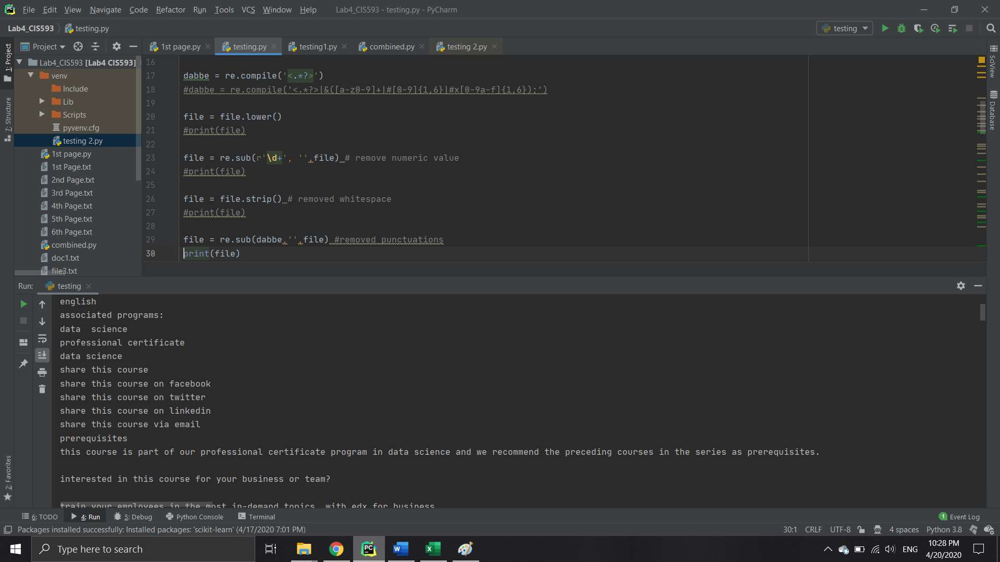 File Edit View Navigate Code Refactor Run Tools VCS Window Help Lab4_CIS593 - testing.py - PyCharm
Lab4_CIS593 testing.py testing
1: Project
7: Structure
2: Favorites
SciView
Database
Project 1st page.py testing.py testing1.py combined.py testing 2.py
Lab4_CIS593 [Lab4 CIS593]
venv
Include
Lib
Scripts
pyvenv.cfg
testing 2.py
1st page.py
1st Page.txt
2nd Page.txt
3rd Page.txt
4th Page.txt
5th Page.txt
6th Page.txt
combined.py
doc1.txt
file3.txt
16
17 dabbe = re.compile('<.*?>')
18 #dabbe = re.compile('<.*?>|&([a-z0-9]+|#[0-9]{1,6}|#x[0-9a-f]{1,6});')
19
20 file = file.lower()
21 #print(file)
22
23 file = re.sub(r'\d+', '',file) # remove numeric value
24 #print(file)
25
26 file = file.strip() # removed whitespace
27 #print(file)
28
29 file = re.sub(dabbe,'',file) #removed punctuations
30 print(file)
Run: testing
english
associated programs:
data  science
professional certificate
data science
share this course
share this course on facebook
share this course on twitter
share this course on linkedin
share this course via email
prerequisites
this course is part of our professional certificate program in data science and we recommend the preceding courses in the series as prerequisites.
interested in this course for your business or team?
train your employees in the most in-demand topics, with edx for business
6: TODO 4: Run 5: Debug Python Console Terminal 1 Event Log
Packages installed successfully: Installed packages: 'scikit-learn' (4/17/2020 7:01 PM) 30:1 CRLF UTF-8 4 spaces Python 3.8
Type here to search ENG 10:28 PM
4/20/2020